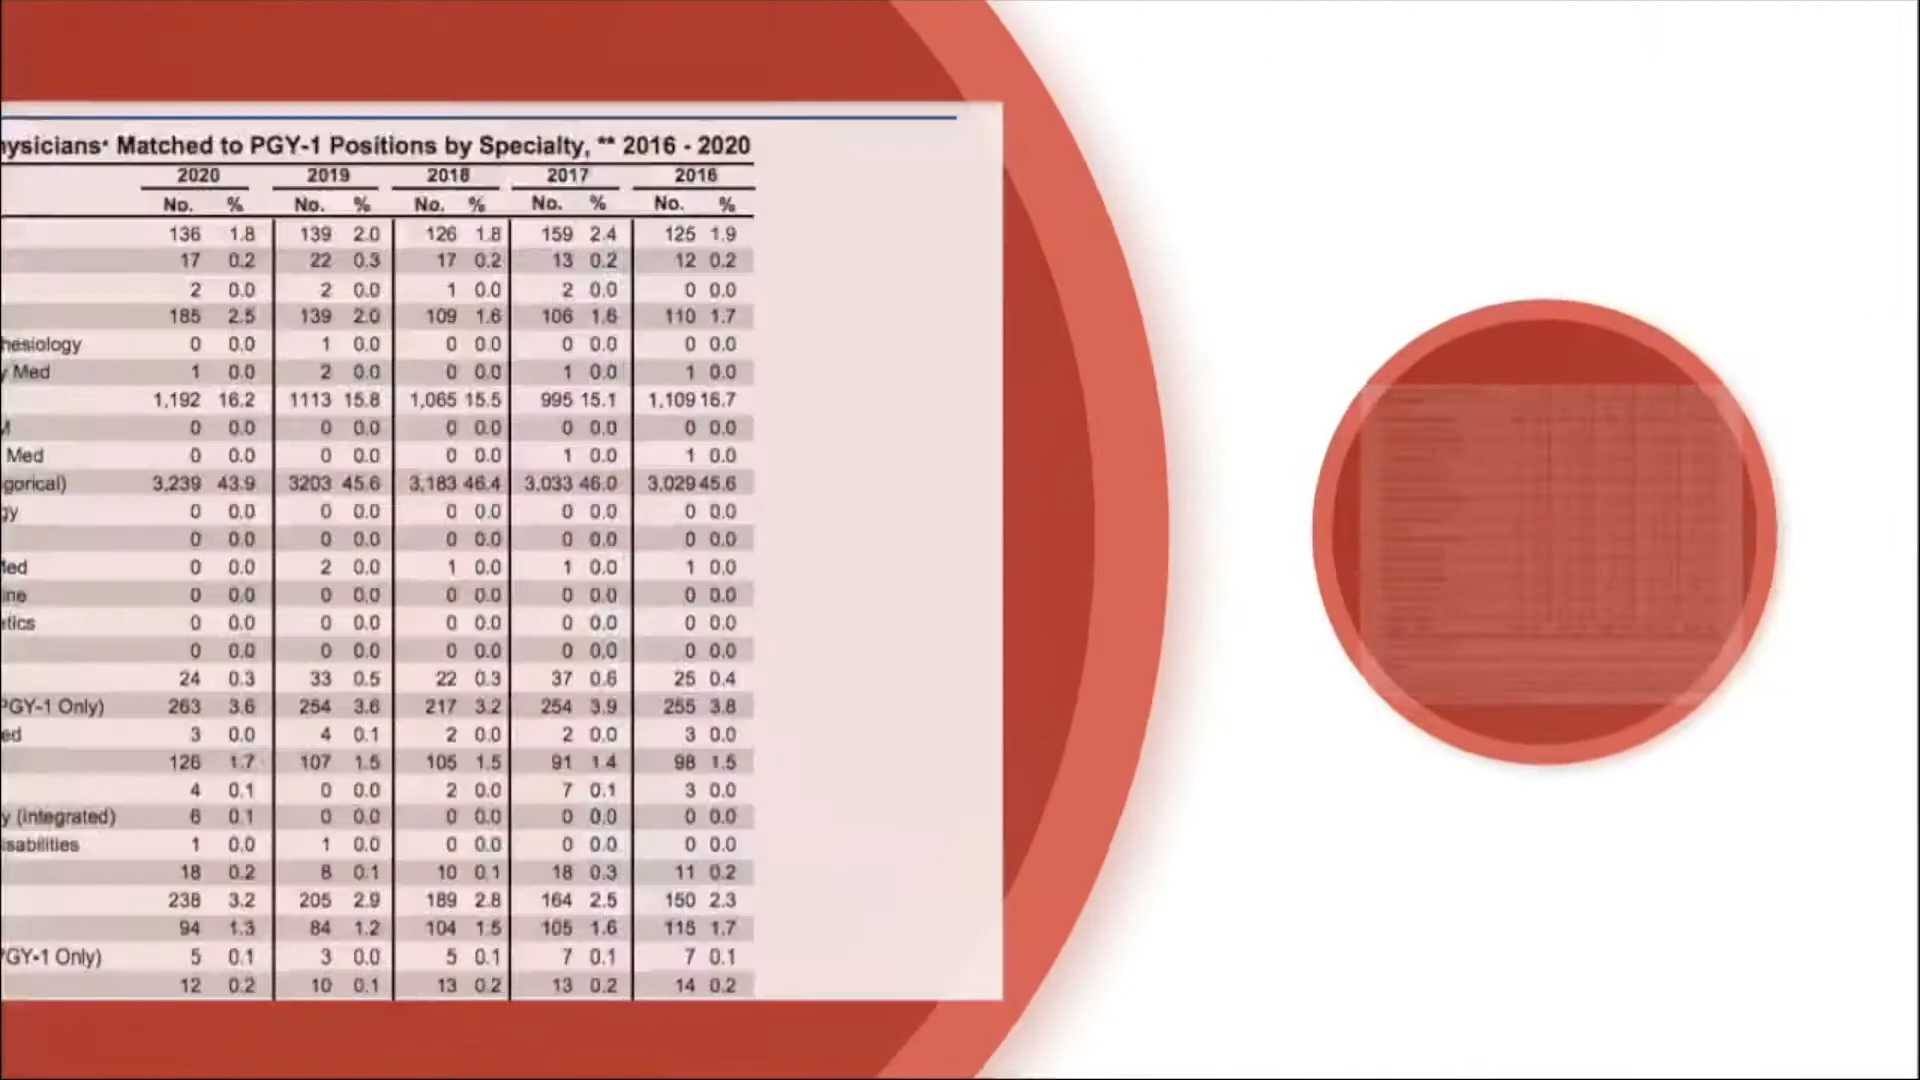 ysicians* Matched to PGY-1 Positions by Specialty, ** 2016 - 2020
2020 2019 2018 2017 2016
No. % No. % No. % No. % No. %
136 1.8 139 2.0 126 1.8 159 2.4 125 1.9
17 0.2 22 0.3 17 0.2 13 0.2 12 0.2
2 0.0 2 0.0 1 0.0 2 0.0 0 0.0
185 2.5 139 2.0 109 1.6 106 1.6 110 1.7
hesiology 0 0.0 1 0.0 0 0.0 0 0.0 0 0.0
y Med 1 0.0 2 0.0 0 0.0 1 0.0 1 0.0
1,192 16.2 1113 15.8 1,065 15.5 995 15.1 1,109 16.7
M 0 0.0 0 0.0 0 0.0 0 0.0 0 0.0
Med 0 0.0 0 0.0 0 0.0 1 0.0 1 0.0
gorical) 3,239 43.9 3203 45.6 3,183 46.4 3,033 46.0 3,029 45.6
gy 0 0.0 0 0.0 0 0.0 0 0.0 0 0.0
0 0.0 0 0.0 0 0.0 0 0.0 0 0.0
Med 0 0.0 2 0.0 1 0.0 1 0.0 1 0.0
ine 0 0.0 0 0.0 0 0.0 0 0.0 0 0.0
tics 0 0.0 0 0.0 0 0.0 0 0.0 0 0.0
0 0.0 0 0.0 0 0.0 0 0.0 0 0.0
24 0.3 33 0.5 22 0.3 37 0.6 25 0.4
PGY-1 Only) 263 3.6 254 3.6 217 3.2 254 3.9 255 3.8
ed 3 0.0 4 0.1 2 0.0 2 0.0 3 0.0
126 1.7 107 1.5 105 1.5 91 1.4 98 1.5
4 0.1 0 0.0 2 0.0 7 0.1 3 0.0
y (Integrated) 6 0.1 0 0.0 0 0.0 0 0.0 0 0.0
isabilities 1 0.0 1 0.0 0 0.0 0 0.0 0 0.0
18 0.2 8 0.1 10 0.1 18 0.3 11 0.2
238 3.2 205 2.9 189 2.8 164 2.5 150 2.3
94 1.3 84 1.2 104 1.5 105 1.6 116 1.7
PGY-1 Only) 5 0.1 3 0.0 5 0.1 7 0.1 7 0.1
12 0.2 10 0.1 13 0.2 13 0.2 14 0.2